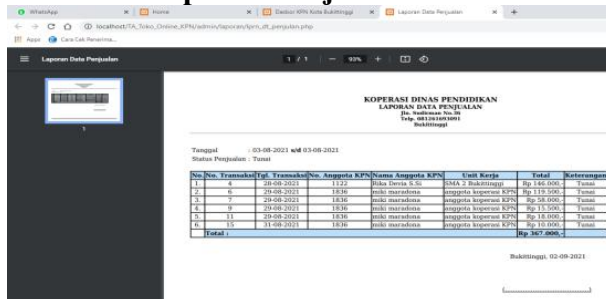 WhatsApp
Home
Gesbor KPN Kota Bukittinggi
Laporan Data Penjualan
localhost/TA_Toko_Online_KPN/admin/laporan/lprn_dt_penjulan.php
Apps
Cara Cek Penerima...
Laporan Data Penjualan
1 / 1
93%
1
KOPERASI DINAS PENDIDIKAN
LAPORAN DATA PENJUALAN
Jln. Sudirman No.36
Telp. 081261693091
Bukittinggi
Tanggal : 03-08-2021 s/d 03-08-2021
Status Penjualan : Tunai
No. No. Transaksi Tgl. Transaksi No. Anggota KPN Nama Anggota KPN Unit Kerja Total Keterangan
1. 4 28-08-2021 1122 Rika Devia S.Si SMA 2 Bukittinggi Rp 146.000,- Tunai
2. 6 29-08-2021 1836 miki maradona anggota koperasi KPN Rp 119.500,- Tunai
3. 7 29-08-2021 1836 miki maradona anggota koperasi KPN Rp 58.000,- Tunai
4. 9 29-08-2021 1836 miki maradona anggota koperasi KPN Rp 15.500,- Tunai
5. 11 29-08-2021 1836 miki maradona anggota koperasi KPN Rp 18.000,- Tunai
6. 15 31-08-2021 1836 miki maradona anggota koperasi KPN Rp 10.000,- Tunai
Total : Rp 367.000,-
Bukittinggi, 02-09-2021